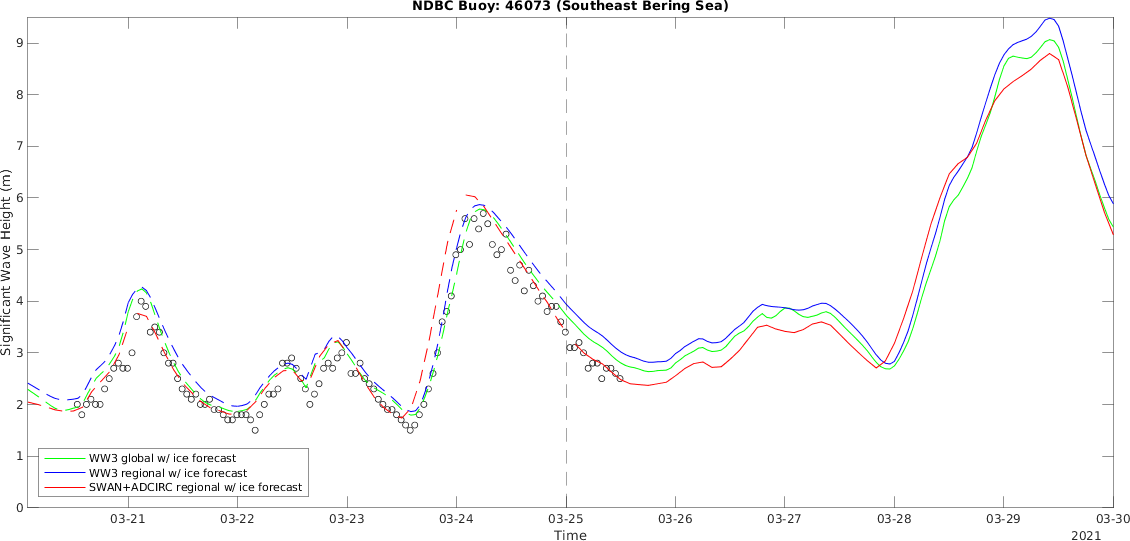 NDBC Buoy: 46073 (Southeast Bering Sea)
Significant Wave Height (m)
9
8
7
6
5
4
3
2
1
0
WW3 global w/ ice forecast
WW3 regional w/ ice forecast
SWAN+ADCIRC regional w/ ice forecast
03-21 03-22 03-23 03-24 03-25 03-26 03-27 03-28 03-29 03-30
Time
2021